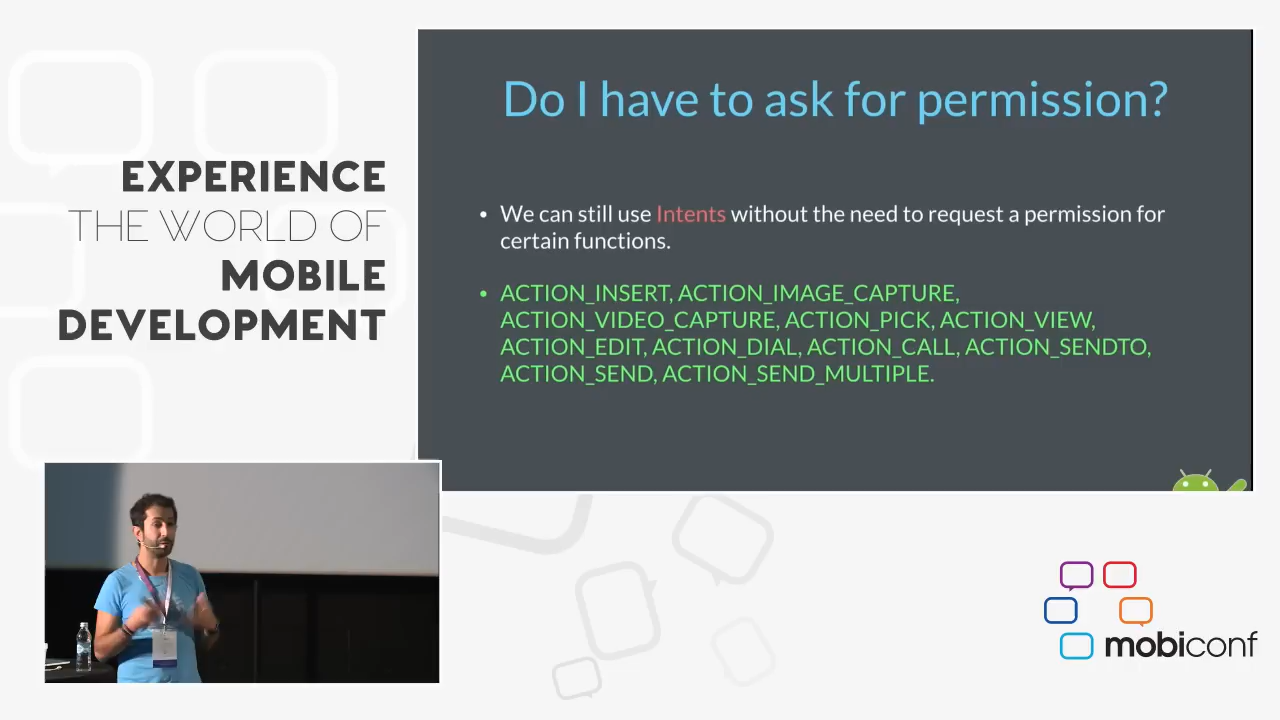 EXPERIENCE
THE WORLD OF
MOBILE
DEVELOPMENT
Do I have to ask for permission?
• We can still use Intents without the need to request a permission for
certain functions.
• ACTION_INSERT, ACTION_IMAGE_CAPTURE,
ACTION_VIDEO_CAPTURE, ACTION_PICK, ACTION_VIEW,
ACTION_EDIT, ACTION_DIAL, ACTION_CALL, ACTION_SENDTO,
ACTION_SEND, ACTION_SEND_MULTIPLE.
mobiconf